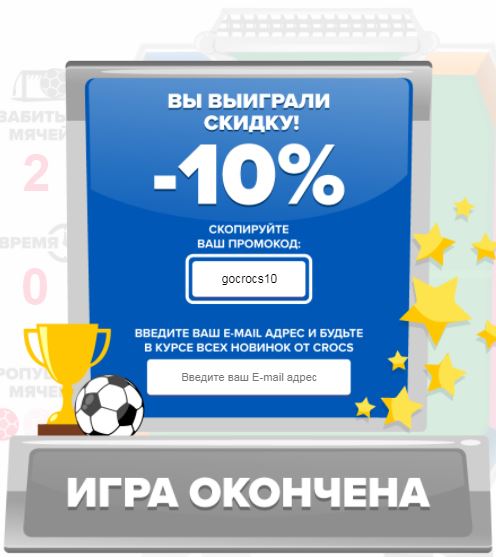 ВЫ ВЫИГРАЛИ
СКИДКУ!
-10%
СКОПИРУЙТЕ
ВАШ ПРОМОКОД:
gocrocs10
ВВЕДИТЕ ВАШ E-MAIL АДРЕС И БУДЬТЕ
В КУРСЕ ВСЕХ НОВИНОК ОТ CROCS
Введите ваш E-mail адрес
МЯЧЕЙ
2
ВРЕМЯ
0
ИГРА ОКОНЧЕНА